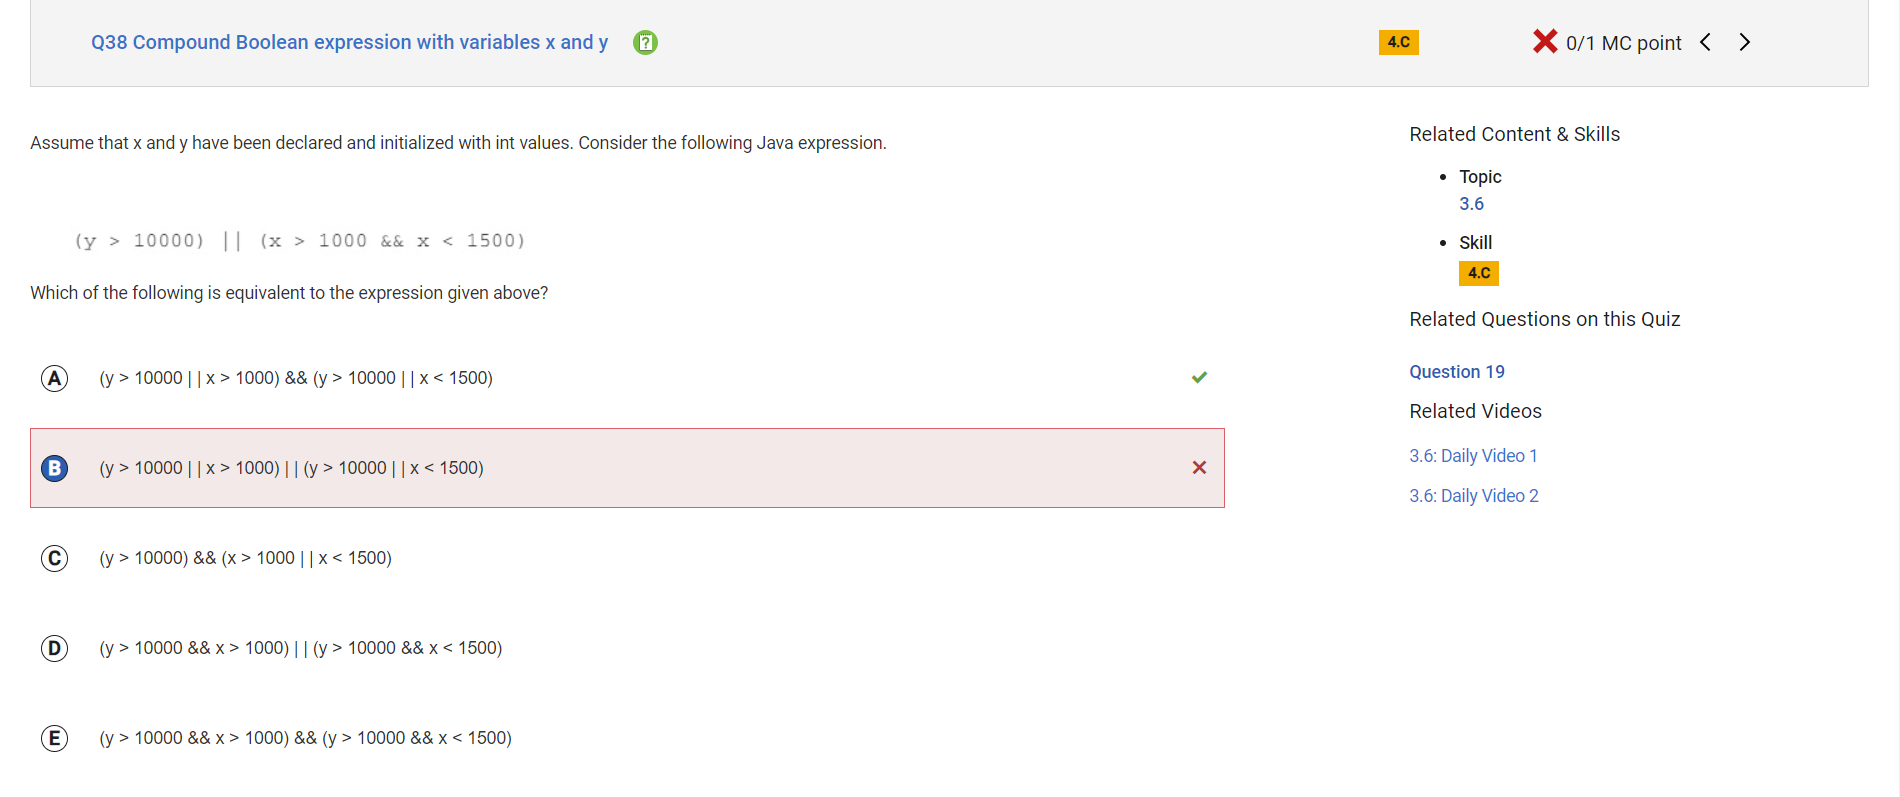 Q38 Compound Boolean expression with variables x and y
4.C
0/1 MC point
Assume that x and y have been declared and initialized with int values. Consider the following Java expression.
(y > 10000) || (x > 1000 && x < 1500)
Which of the following is equivalent to the expression given above?
A (y > 10000 || x > 1000) && (y > 10000 || x < 1500)
B (y > 10000 || x > 1000) || (y > 10000 || x < 1500)
C (y > 10000) && (x > 1000 || x < 1500)
D (y > 10000 && x > 1000) || (y > 10000 && x < 1500)
E (y > 10000 && x > 1000) && (y > 10000 && x < 1500)
Related Content & Skills
• Topic
3.6
• Skill
4.C
Related Questions on this Quiz
Question 19
Related Videos
3.6: Daily Video 1
3.6: Daily Video 2